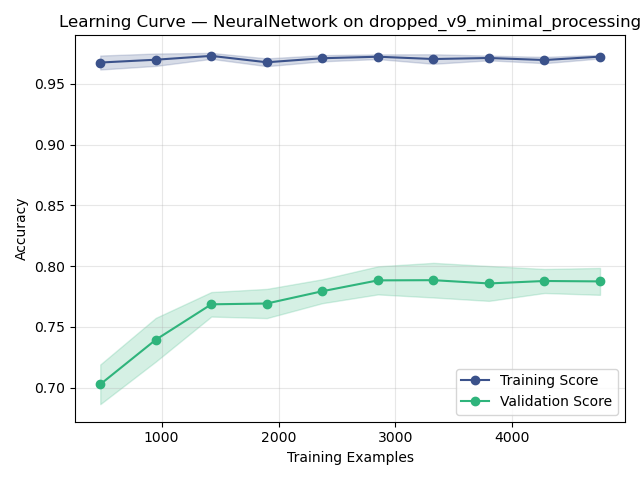 Learning Curve — NeuralNetwork on dropped_v9_minimal_processing
Accuracy
0.95
0.90
0.85
0.80
0.75
0.70
1000 2000 3000 4000
Training Examples
Training Score
Validation Score